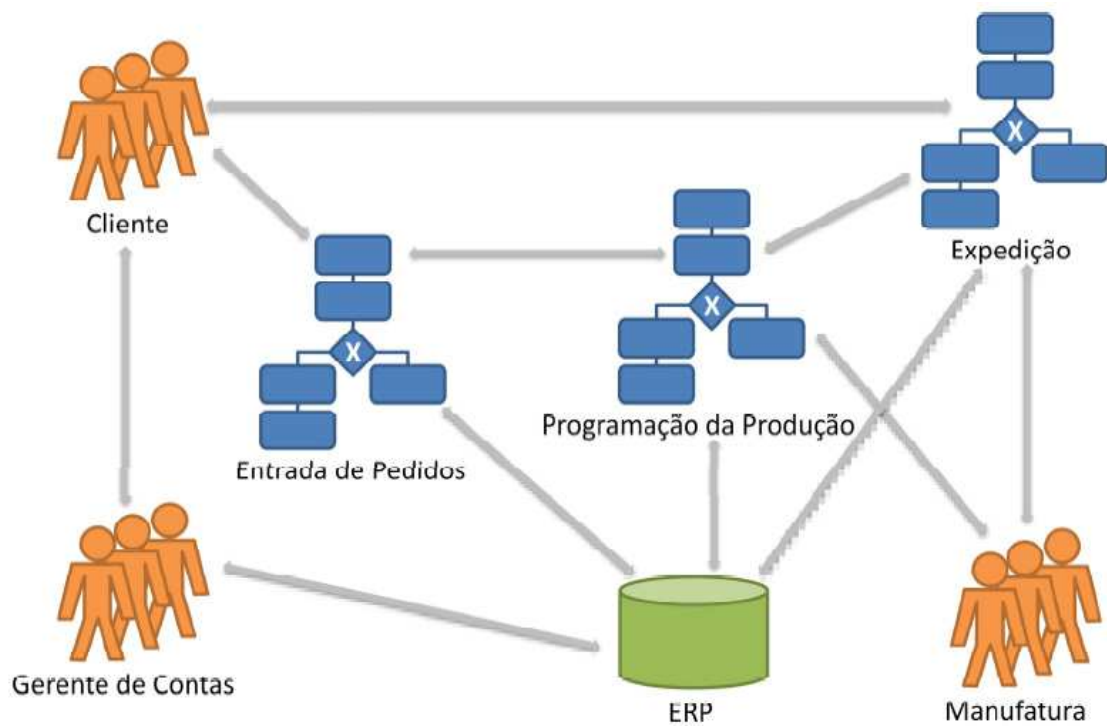 X
Cliente
X
Expedição
X
Programação da Produção
Entrada de Pedidos
Gerente de Contas
ERP
Manufatura